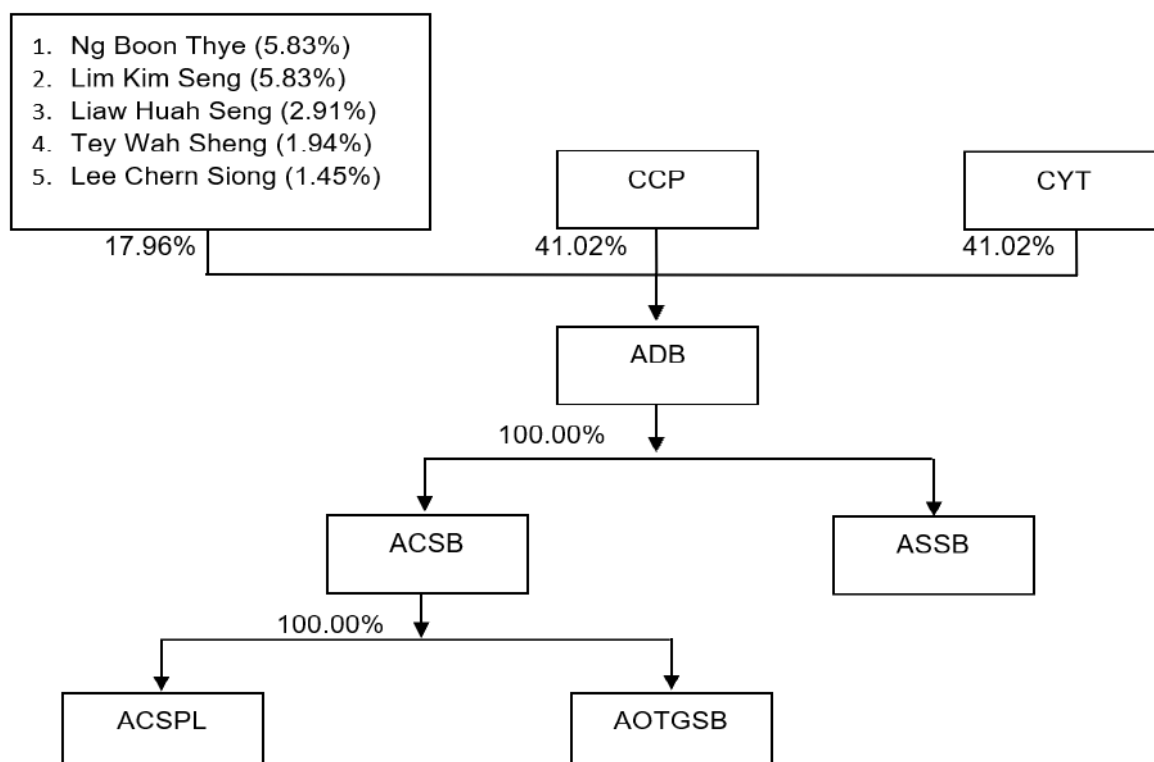 1. Ng Boon Thye (5.83%)
2. Lim Kim Seng (5.83%)
3. Liaw Huah Seng (2.91%)
4. Tey Wah Sheng (1.94%)
5. Lee Chern Siong (1.45%)
CCP
CYT
17.96%
41.02%
41.02%
ADB
100.00%
ACSB
ASSB
100.00%
ACSPL
AOTGSB